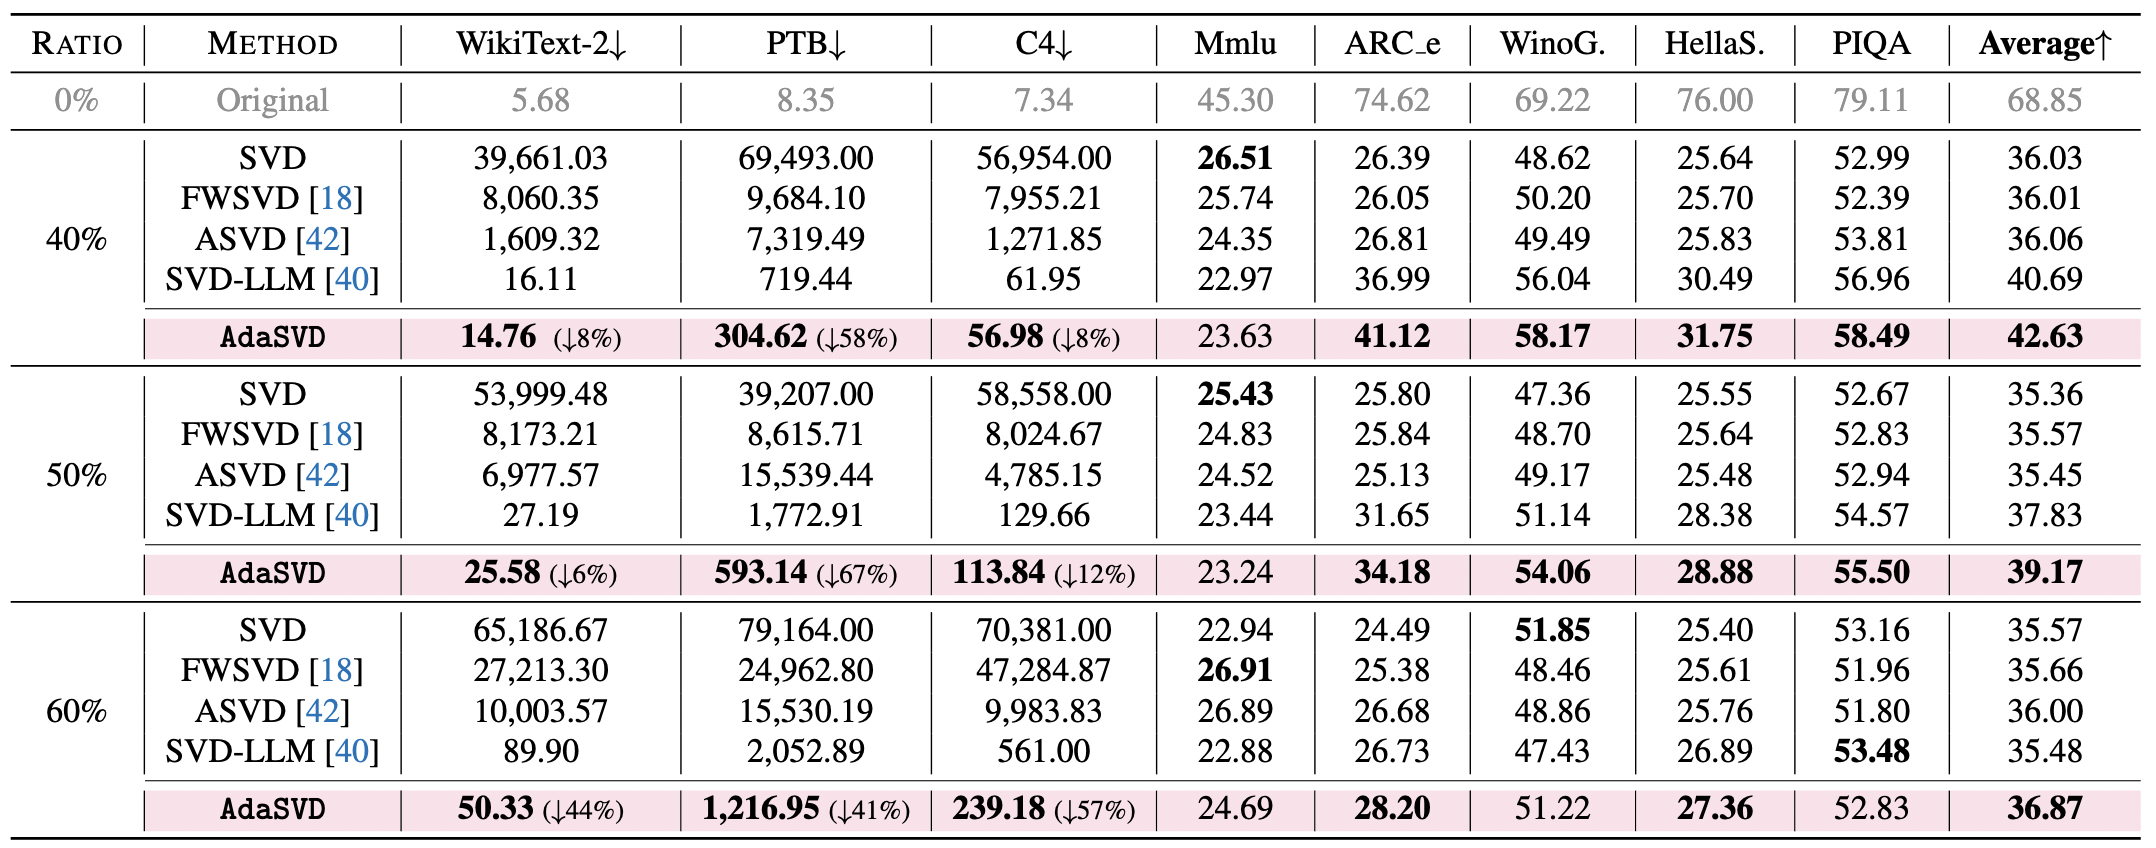 RATIO METHOD WikiText-2↓ PTB↓ C4↓ Mmlu ARC_e WinoG. HellaS. PIQA Average↑
0% Original 5.68 8.35 7.34 45.30 74.62 69.22 76.00 79.11 68.85
SVD 39,661.03 69,493.00 56,954.00 26.51 26.39 48.62 25.64 52.99 36.03
FWSVD [18] 8,060.35 9,684.10 7,955.21 25.74 26.05 50.20 25.70 52.39 36.01
40% ASVD [42] 1,609.32 7,319.49 1,271.85 24.35 26.81 49.49 25.83 53.81 36.06
SVD-LLM [40] 16.11 719.44 61.95 22.97 36.99 56.04 30.49 56.96 40.69
AdaSVD 14.76 (↓8%) 304.62 (↓58%) 56.98 (↓8%) 23.63 41.12 58.17 31.75 58.49 42.63
SVD 53,999.48 39,207.00 58,558.00 25.43 25.80 47.36 25.55 52.67 35.36
FWSVD [18] 8,173.21 8,615.71 8,024.67 24.83 25.84 48.70 25.64 52.83 35.57
50% ASVD [42] 6,977.57 15,539.44 4,785.15 24.52 25.13 49.17 25.48 52.94 35.45
SVD-LLM [40] 27.19 1,772.91 129.66 23.44 31.65 51.14 28.38 54.57 37.83
AdaSVD 25.58 (↓6%) 593.14 (↓67%) 113.84 (↓12%) 23.24 34.18 54.06 28.88 55.50 39.17
SVD 65,186.67 79,164.00 70,381.00 22.94 24.49 51.85 25.40 53.16 35.57
FWSVD [18] 27,213.30 24,962.80 47,284.87 26.91 25.38 48.46 25.61 51.96 35.66
60% ASVD [42] 10,003.57 15,530.19 9,983.83 26.89 26.68 48.86 25.76 51.80 36.00
SVD-LLM [40] 89.90 2,052.89 561.00 22.88 26.73 47.43 26.89 53.48 35.48
AdaSVD 50.33 (↓44%) 1,216.95 (↓41%) 239.18 (↓57%) 24.69 28.20 51.22 27.36 52.83 36.87